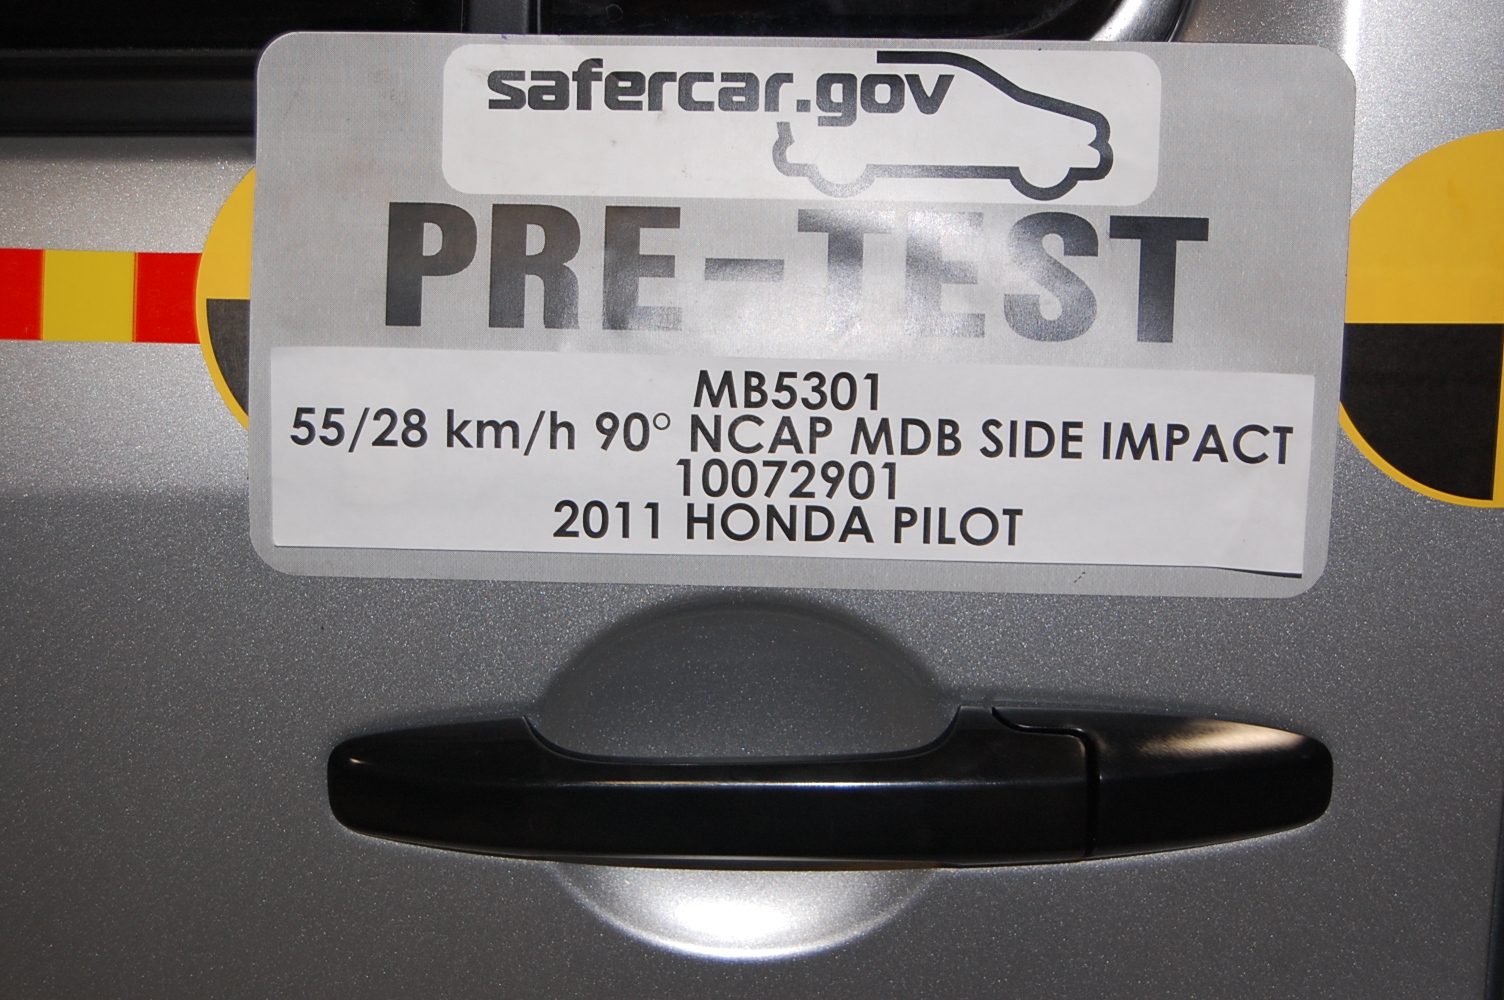 safercar.gov
PRE-TEST
MB5301
55/28 km/h 90° NCAP MDB SIDE IMPACT
10072901
2011 HONDA PILOT